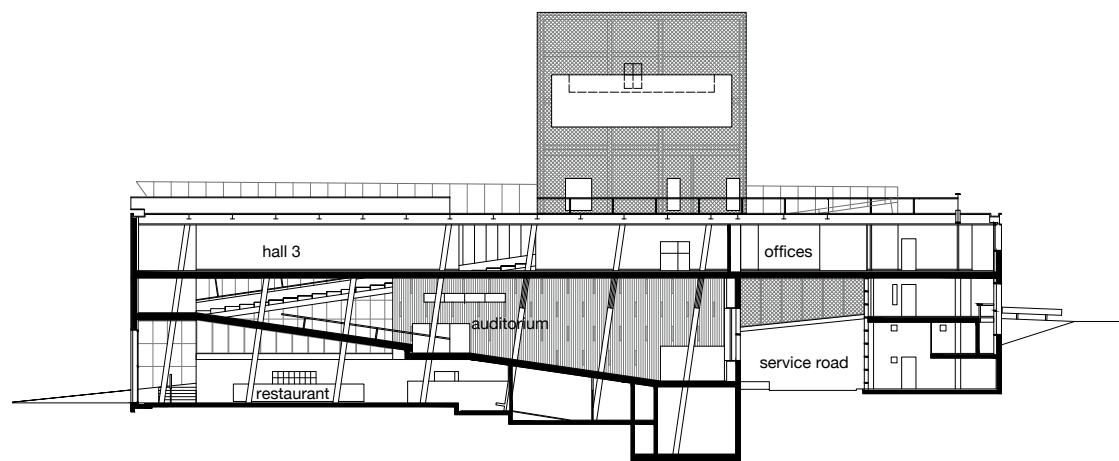 hall 3
offices
auditorium
service road
restaurant